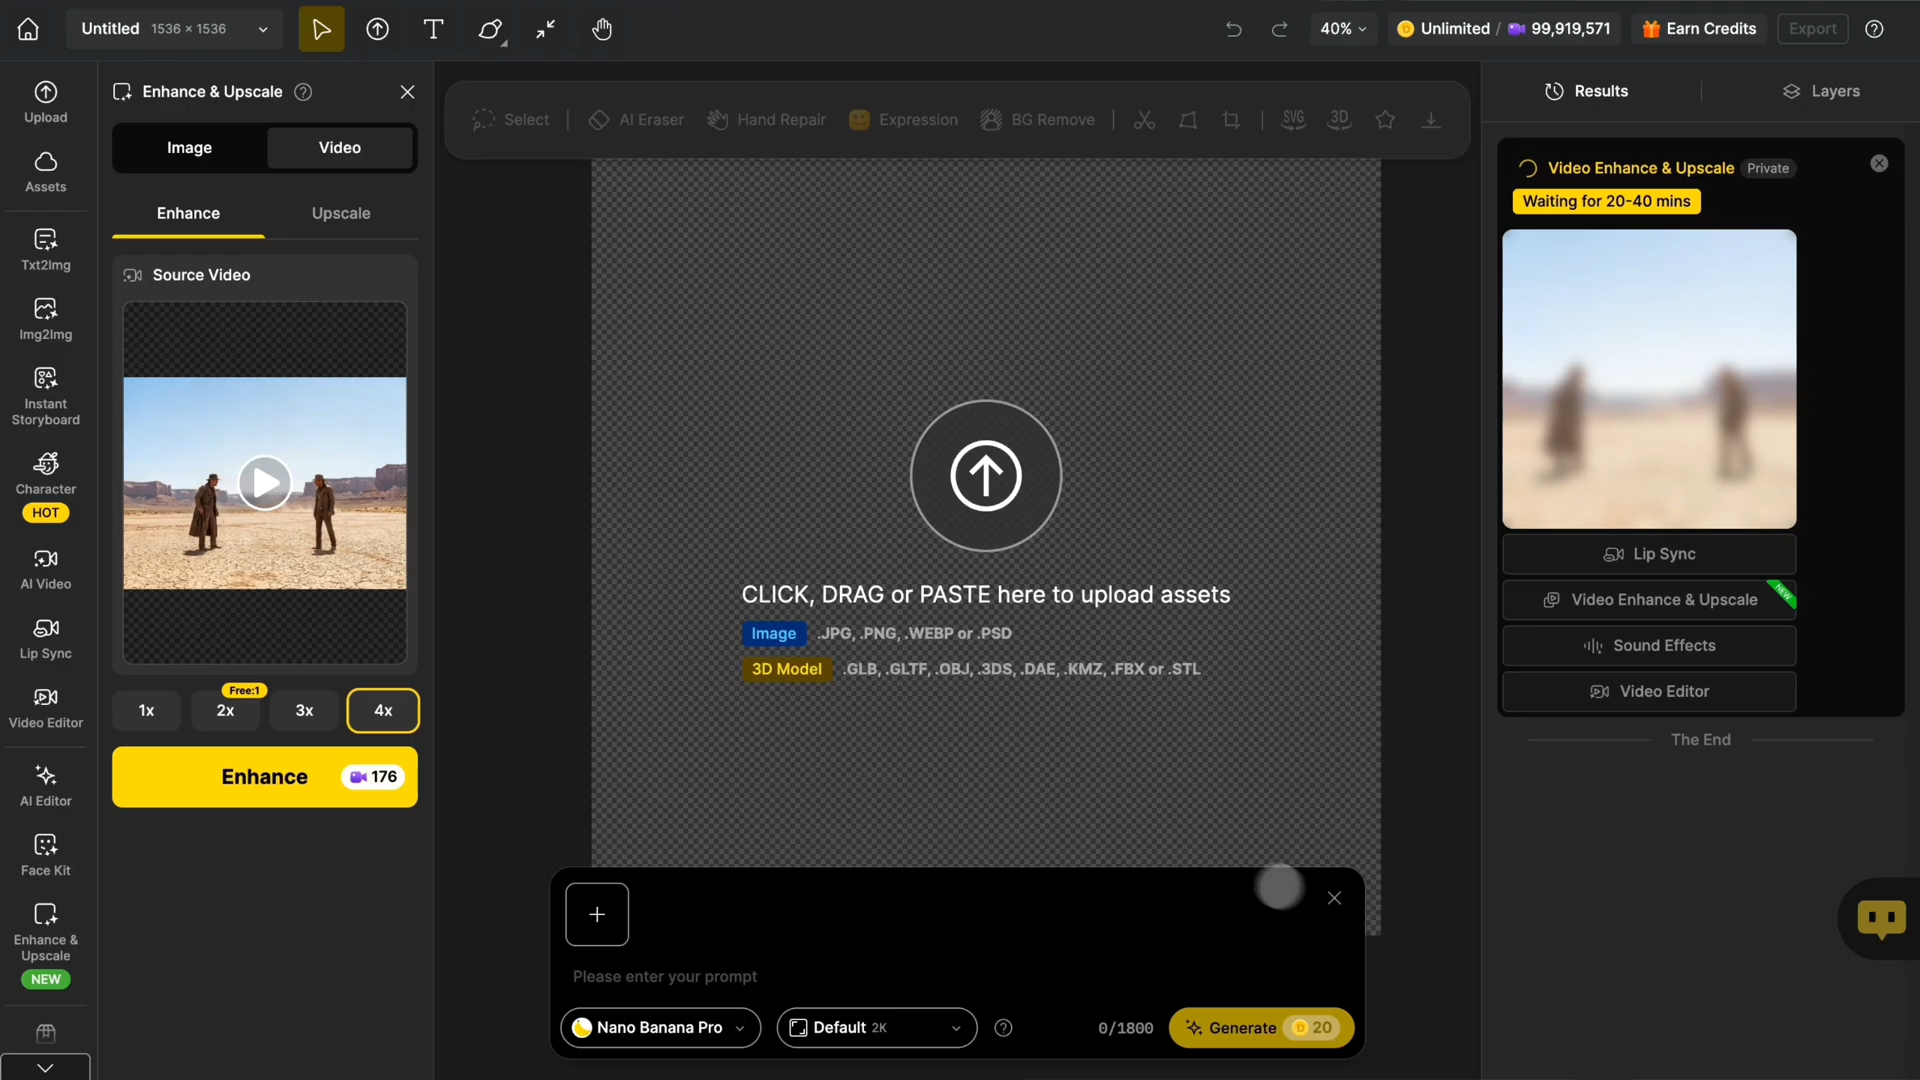 Untitled 1536 × 1536
40%
Unlimited / 99,919,571
Earn Credits
Export
Upload
Assets
Txt2Img
Img2Img
Instant
Storyboard
Character
HOT
AI Video
Lip Sync
Video Editor
AI Editor
Face Kit
Enhance &
Upscale
NEW
Enhance & Upscale
Image Video
Enhance Upscale
Source Video
Free:1
1x 2x 3x 4x
Enhance 176
Select AI Eraser Hand Repair Expression BG Remove SVG 3D
CLICK, DRAG or PASTE here to upload assets
Image .JPG, .PNG, .WEBP or .PSD
3D Model .GLB, .GLTF, .OBJ, .3DS, .DAE, .KMZ, .FBX or .STL
Please enter your prompt
Nano Banana Pro Default 2K 0/1800 Generate 20
Results Layers
Video Enhance & Upscale Private
Waiting for 20-40 mins
Lip Sync
Video Enhance & Upscale NEW
Sound Effects
Video Editor
The End